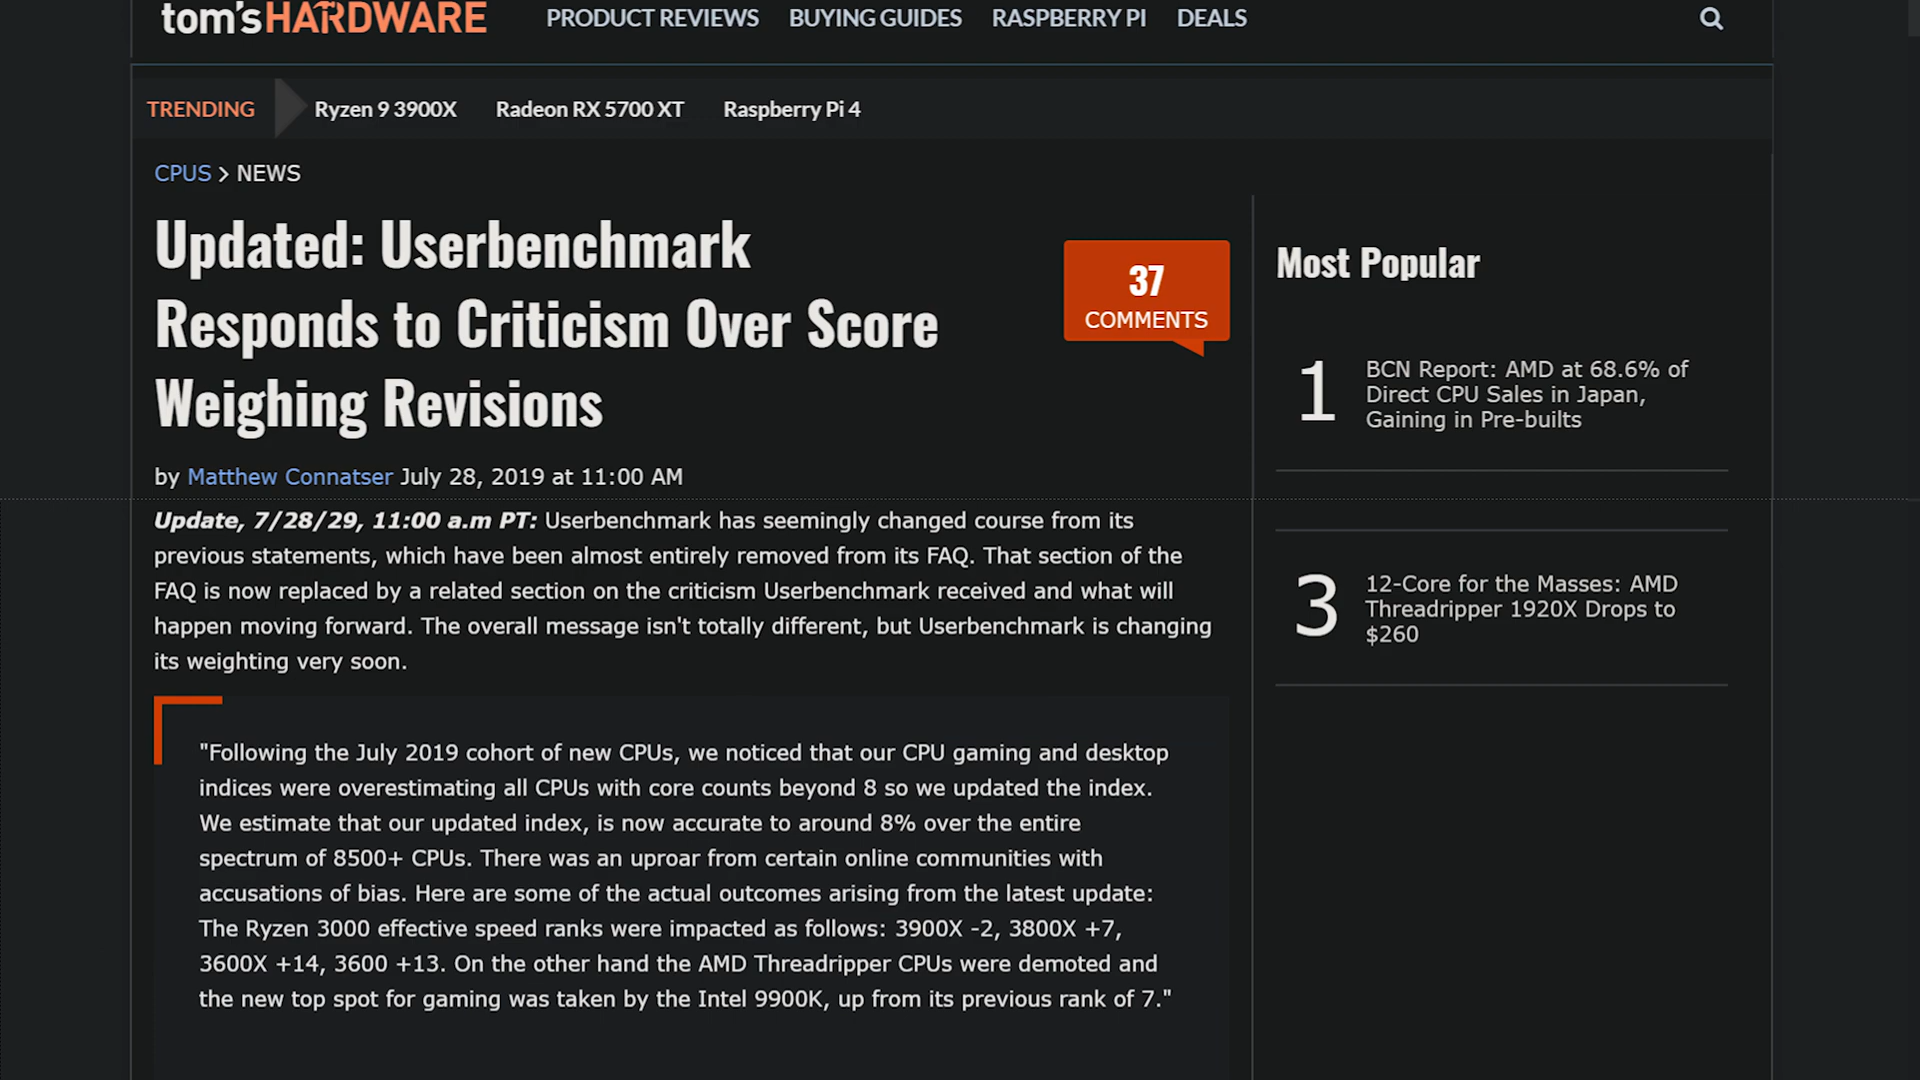 tom'sHARDWARE PRODUCT REVIEWS BUYING GUIDES RASPBERRY PI DEALS
TRENDING Ryzen 9 3900X Radeon RX 5700 XT Raspberry Pi 4
CPUS > NEWS
Updated: Userbenchmark
Responds to Criticism Over Score
Weighing Revisions
37
COMMENTS
by Matthew Connatser July 28, 2019 at 11:00 AM
Update, 7/28/29, 11:00 a.m PT: Userbenchmark has seemingly changed course from its
previous statements, which have been almost entirely removed from its FAQ. That section of the
FAQ is now replaced by a related section on the criticism Userbenchmark received and what will
happen moving forward. The overall message isn't totally different, but Userbenchmark is changing
its weighting very soon.
"Following the July 2019 cohort of new CPUs, we noticed that our CPU gaming and desktop
indices were overestimating all CPUs with core counts beyond 8 so we updated the index.
We estimate that our updated index, is now accurate to around 8% over the entire
spectrum of 8500+ CPUs. There was an uproar from certain online communities with
accusations of bias. Here are some of the actual outcomes arising from the latest update:
The Ryzen 3000 effective speed ranks were impacted as follows: 3900X -2, 3800X +7,
3600X +14, 3600 +13. On the other hand the AMD Threadripper CPUs were demoted and
the new top spot for gaming was taken by the Intel 9900K, up from its previous rank of 7."
Most Popular
1
BCN Report: AMD at 68.6% of
Direct CPU Sales in Japan,
Gaining in Pre-builts
3
12-Core for the Masses: AMD
Threadripper 1920X Drops to
$260